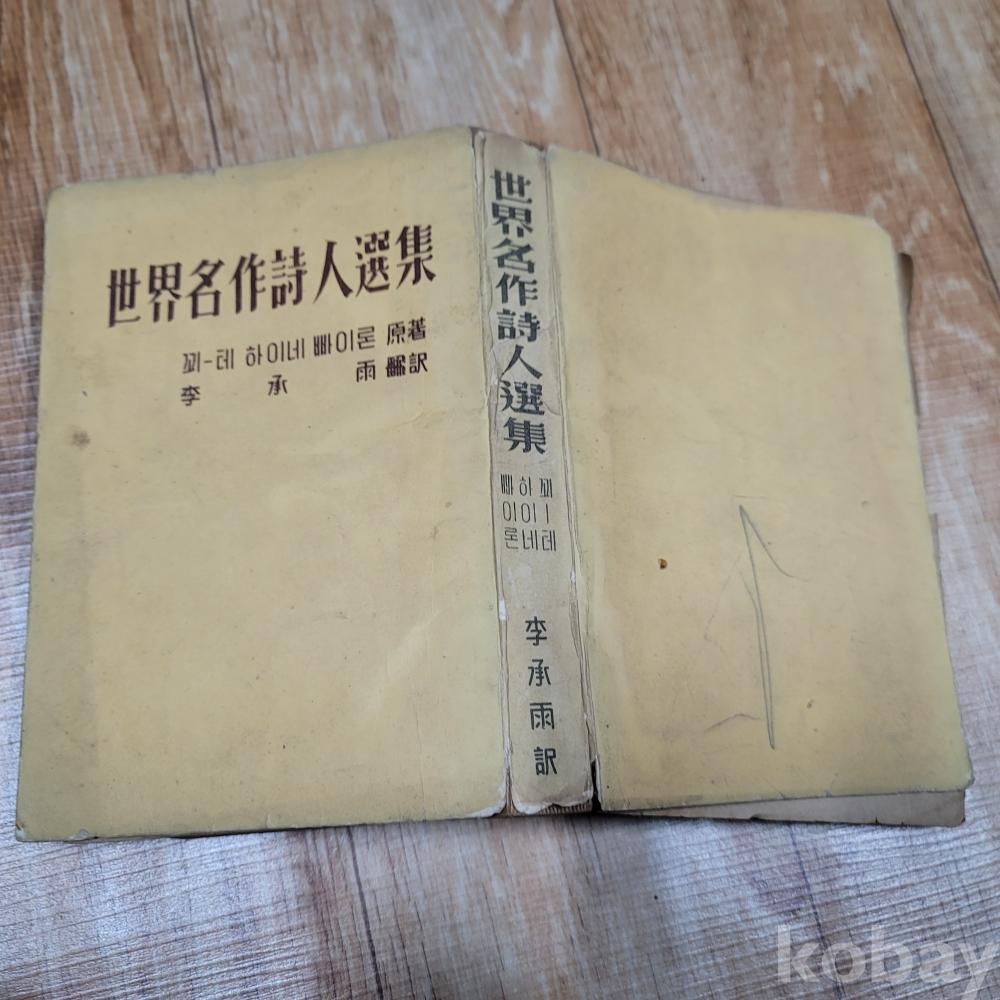 世界名作詩人選集
꾀-테 하이네 빠이론 原著
李承雨 飜訳
世界名作詩人選集
꾀ー테
하이네
빠이론
李承雨訳
kobay